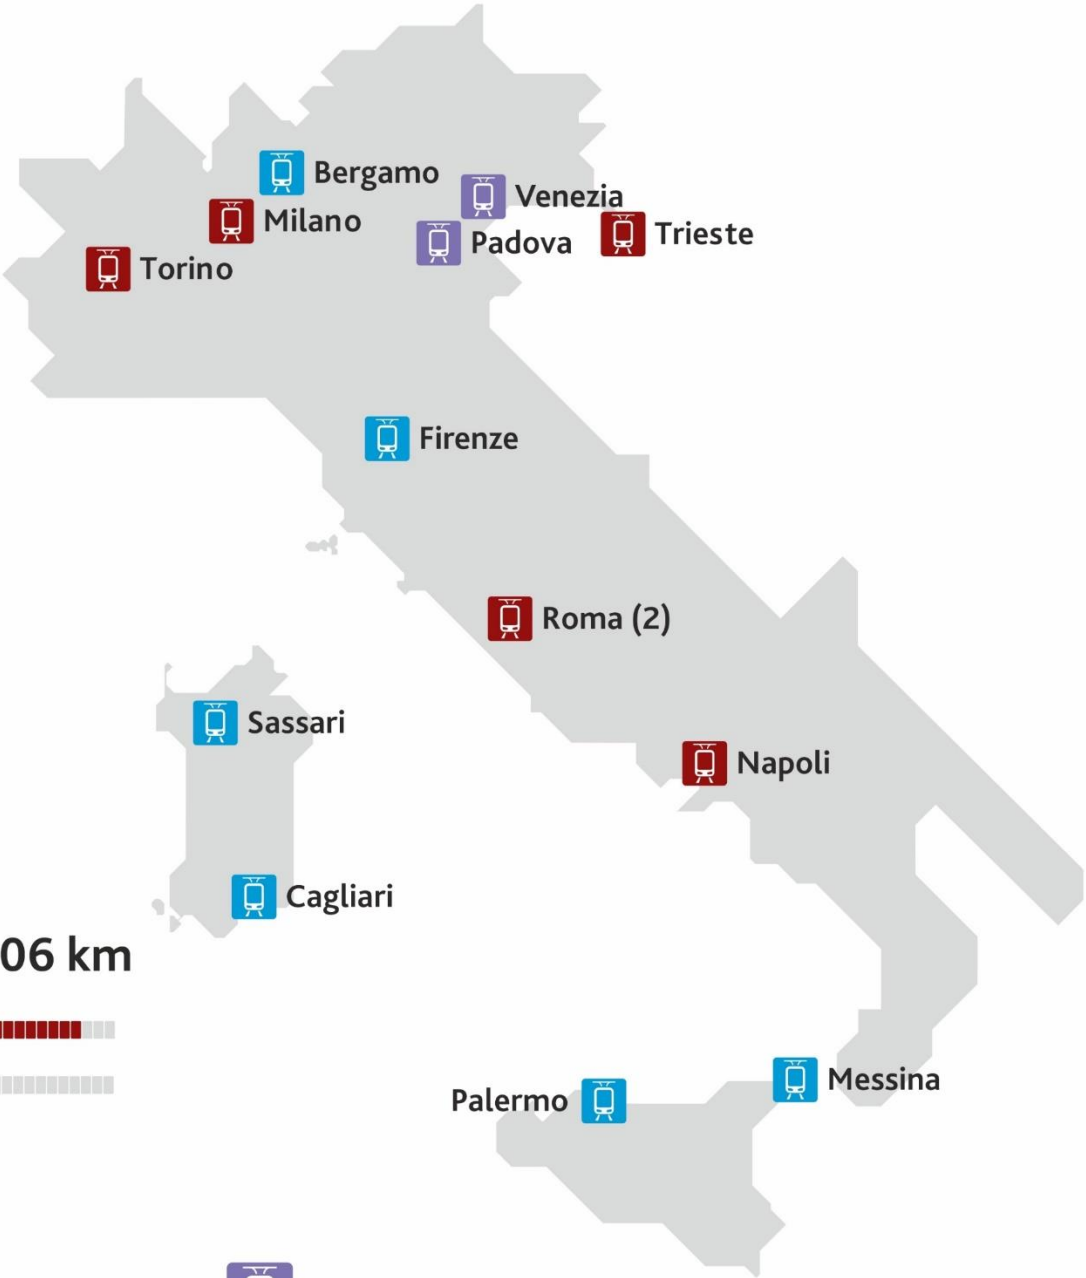 Bergamo
Venezia
Milano
Padova
Trieste
Torino
Firenze
Roma (2)
Sassari
Napoli
Cagliari
06 km
Messina
Palermo